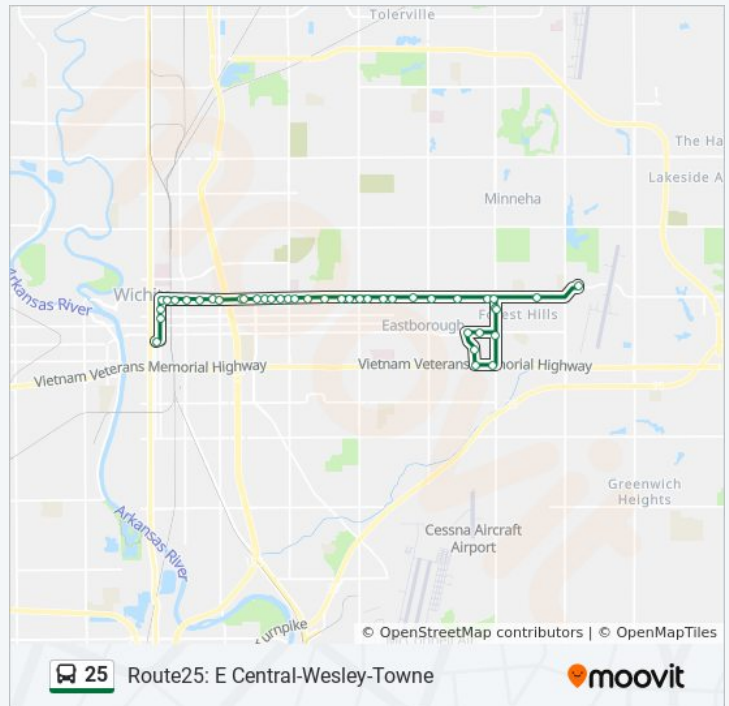 Tolerville
The Ha
Lakeside A
Minneha
Arkansas River
Wichi
Forest Hills
Eastborough
Vietnam Veterans Memorial Highway
Vietnam Veterans Memorial Highway
Greenwich
Heights
Cessna Aircraft
Airport
Arkansas River
urnpike
© OpenStreetMap contributors | © OpenMapTiles
25 Route25: E Central-Wesley-Towne
moovit